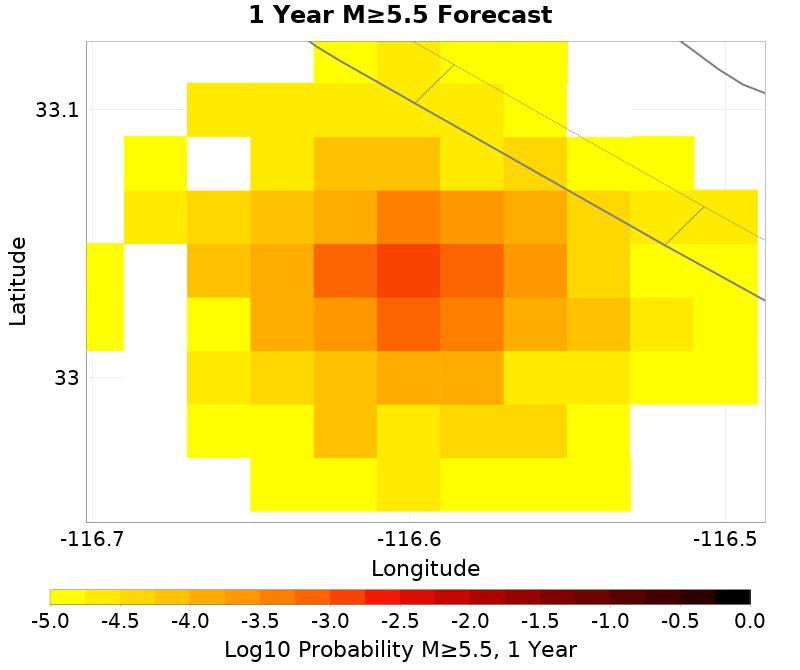 1 Year M≥5.5 Forecast
33.1
33
Latitude
-116.7 -116.6 -116.5
Longitude
-5.0 -4.5 -4.0 -3.5 -3.0 -2.5 -2.0 -1.5 -1.0 -0.5 0.0
Log10 Probability M≥5.5, 1 Year